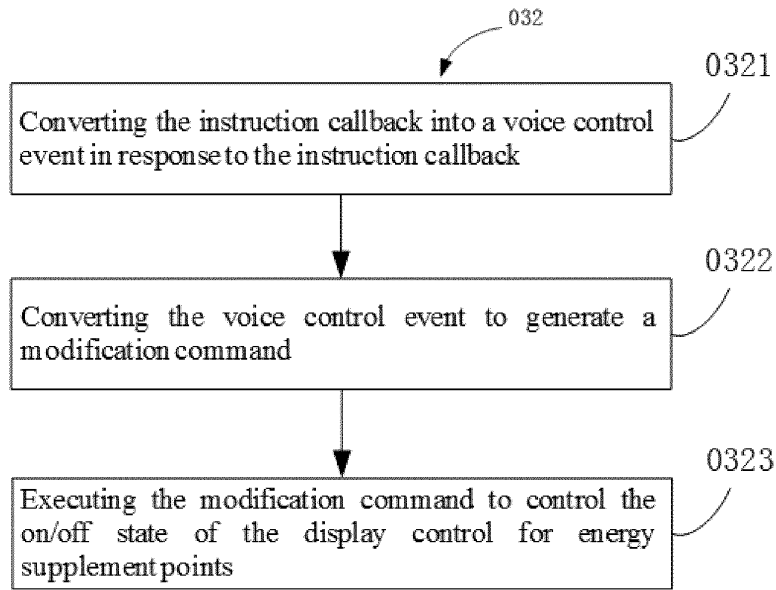 032
0321
Converting the instruction callback into a voice control
event in response to the instruction callback
0322
Converting the voice control event to generate a
modification command
0323
Executing the modification command to control the
on/off state of the display control for energy
supplement points